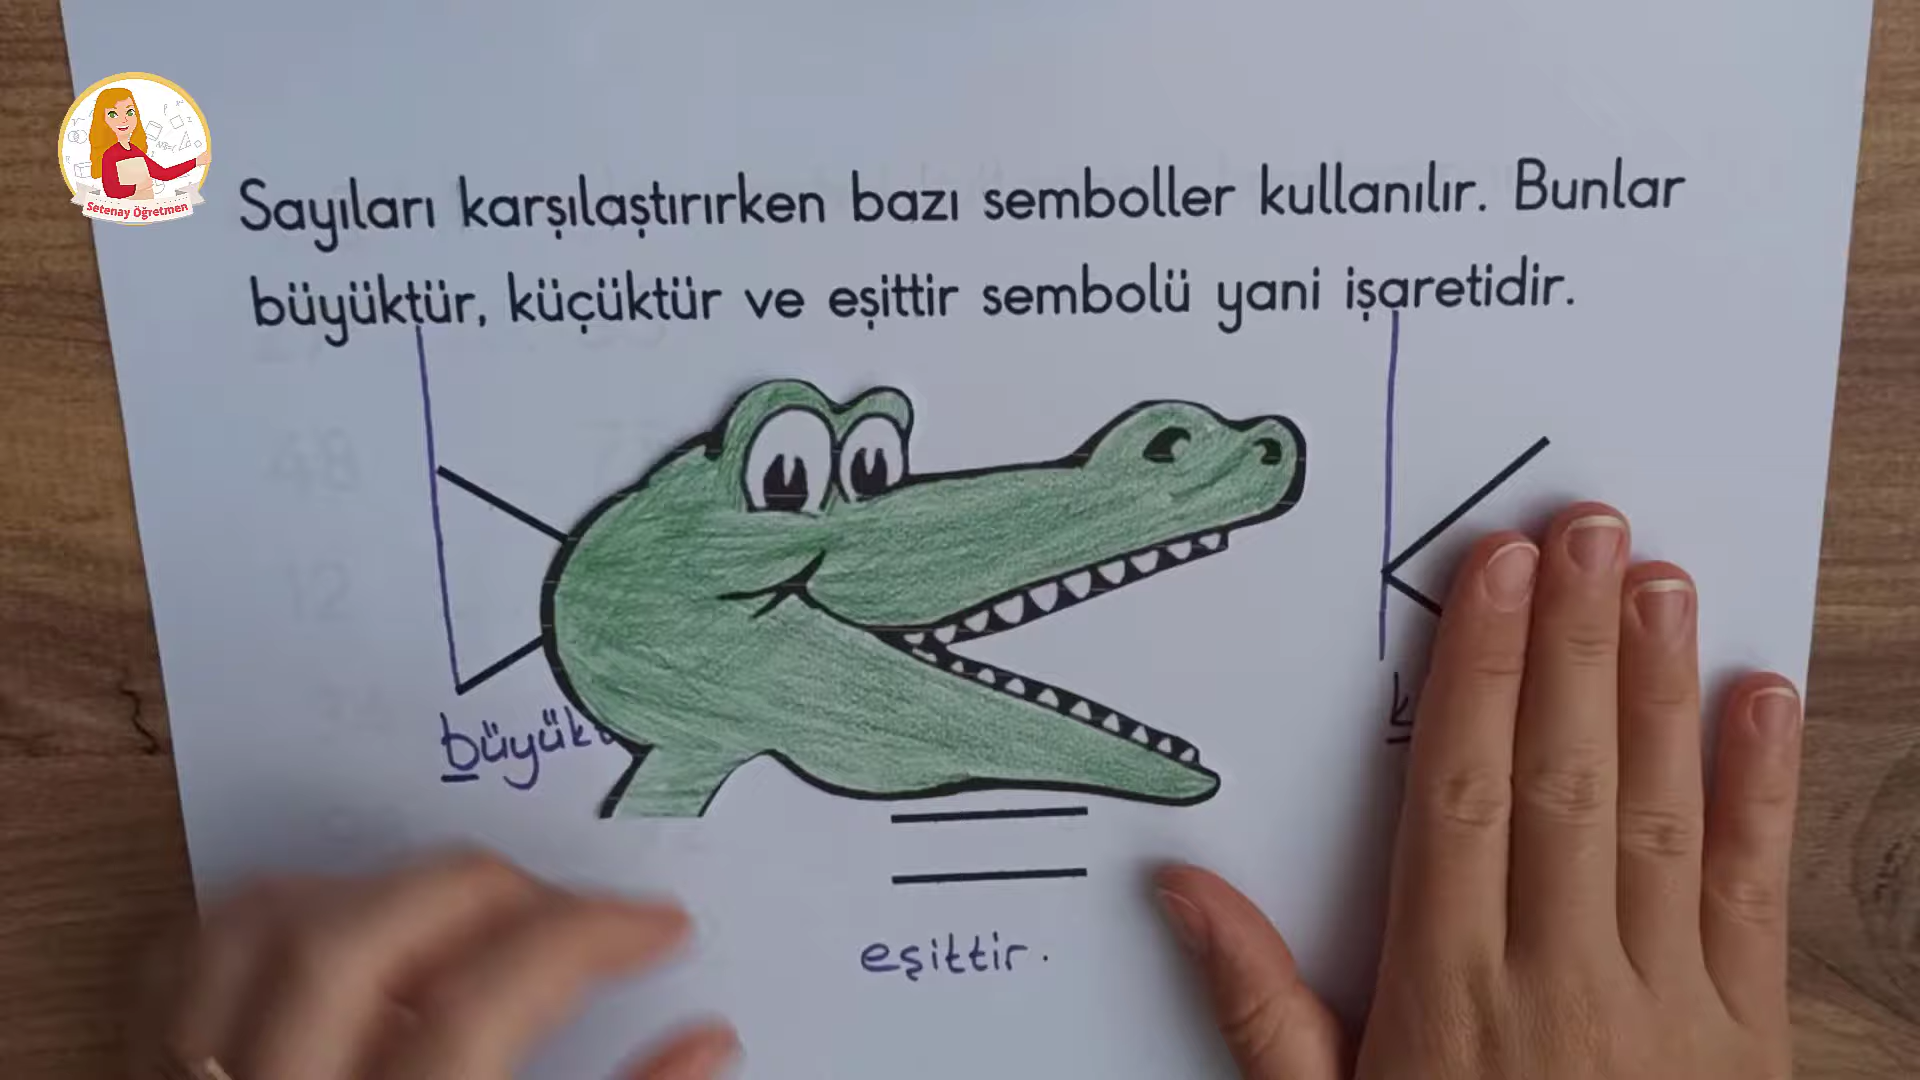 Setenay Öğretmen
Sayıları karşılaştırırken bazı semboller kullanılır. Bunlar
büyüktür, küçüktür ve eşittir sembolü yani işaretidir.
eşittir.